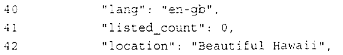 40 "lang": "en-gb",
41 "listed_count": 0,
42 "location": "Beautiful Hawaii",